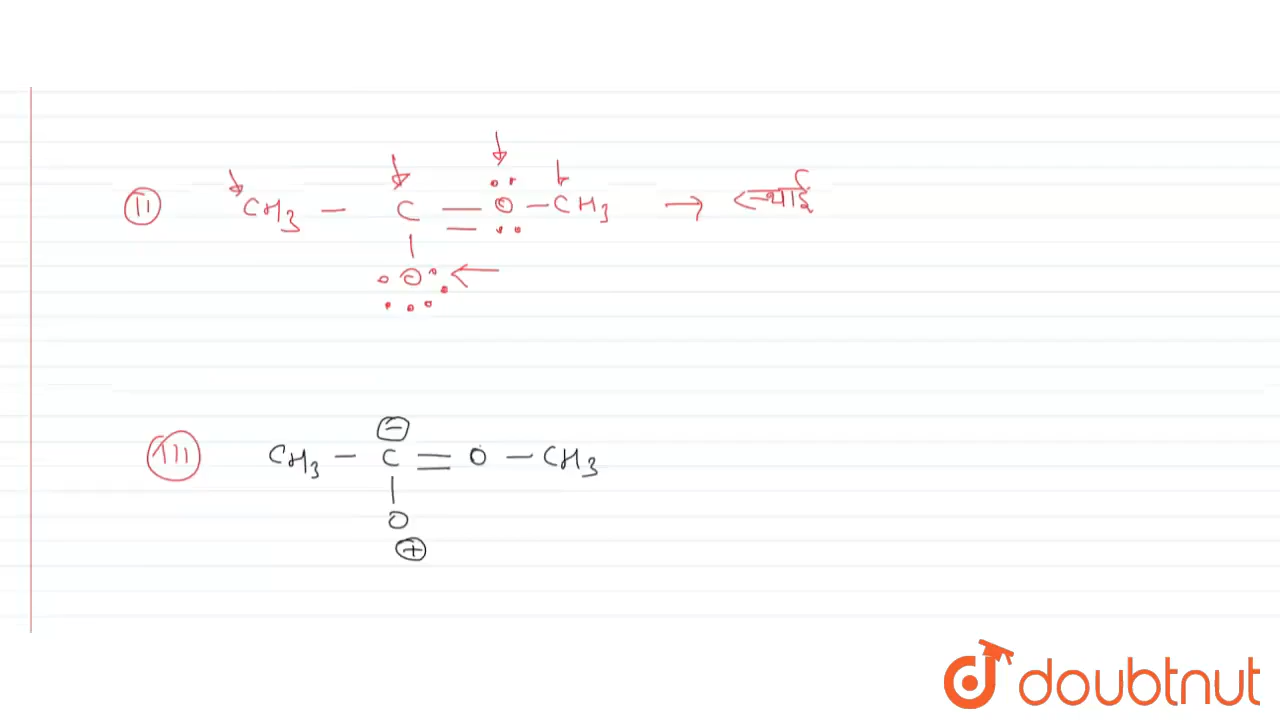 II CH3 — C = O — CH3 → स्थाई
O
⊖
III CH3 — C = O — CH3
O
⊕
doubtnut